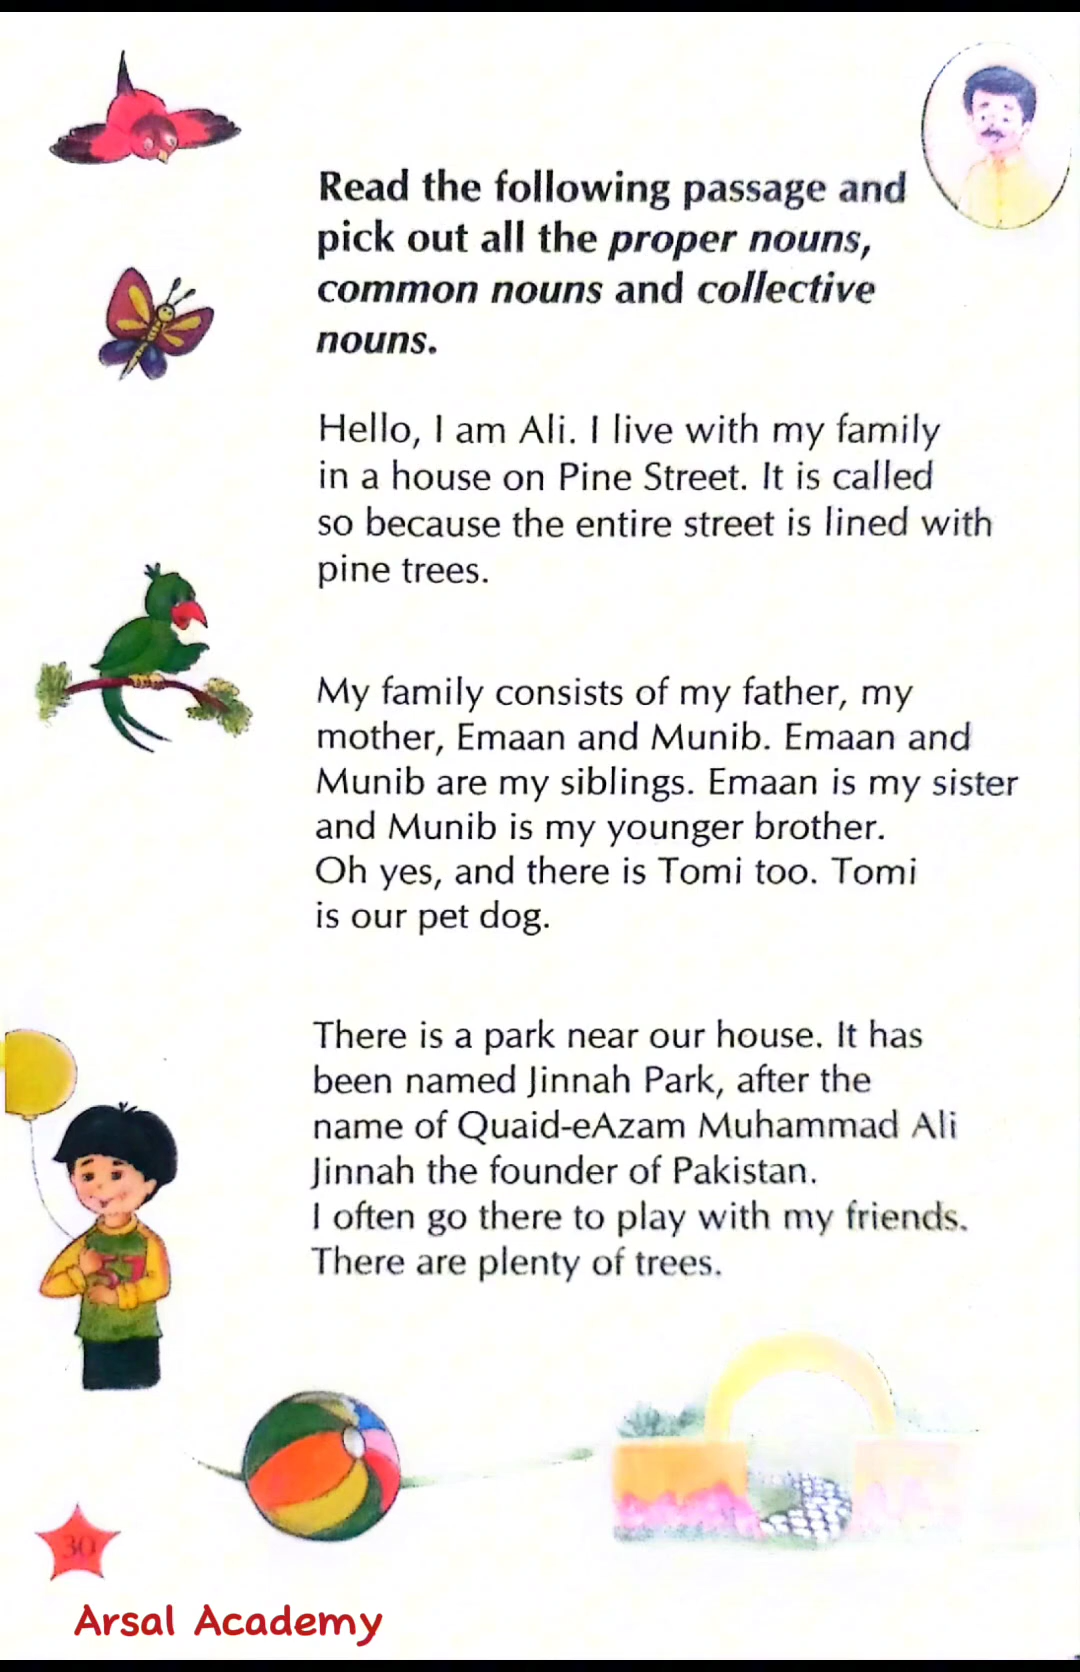 Read the following passage and
pick out all the proper nouns,
common nouns and collective
nouns.
Hello, I am Ali. I live with my family
in a house on Pine Street. It is called
so because the entire street is lined with
pine trees.
My family consists of my father, my
mother, Emaan and Munib. Emaan and
Munib are my siblings. Emaan is my sister
and Munib is my younger brother.
Oh yes, and there is Tomi too. Tomi
is our pet dog.
There is a park near our house. It has
been named Jinnah Park, after the
name of Quaid-eAzam Muhammad Ali
Jinnah the founder of Pakistan.
I often go there to play with my friends.
There are plenty of trees.
30
Arsal Academy